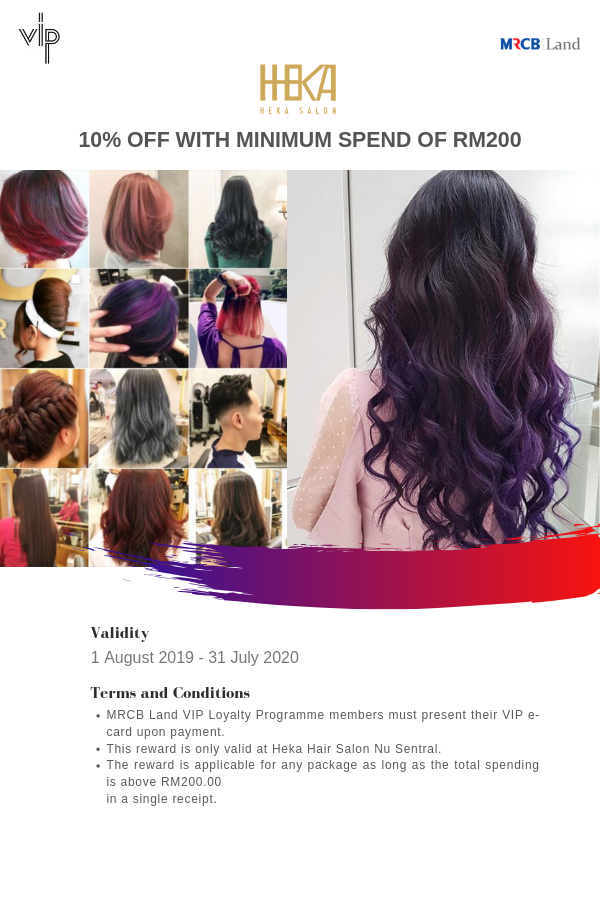 VIP
MRCB Land
HEKA
HEKA SALON
10% OFF WITH MINIMUM SPEND OF RM200
Validity
1 August 2019 - 31 July 2020
Terms and Conditions
• MRCB Land VIP Loyalty Programme members must present their VIP e-
card upon payment.
• This reward is only valid at Heka Hair Salon Nu Sentral.
• The reward is applicable for any package as long as the total spending
is above RM200.00
in a single receipt.